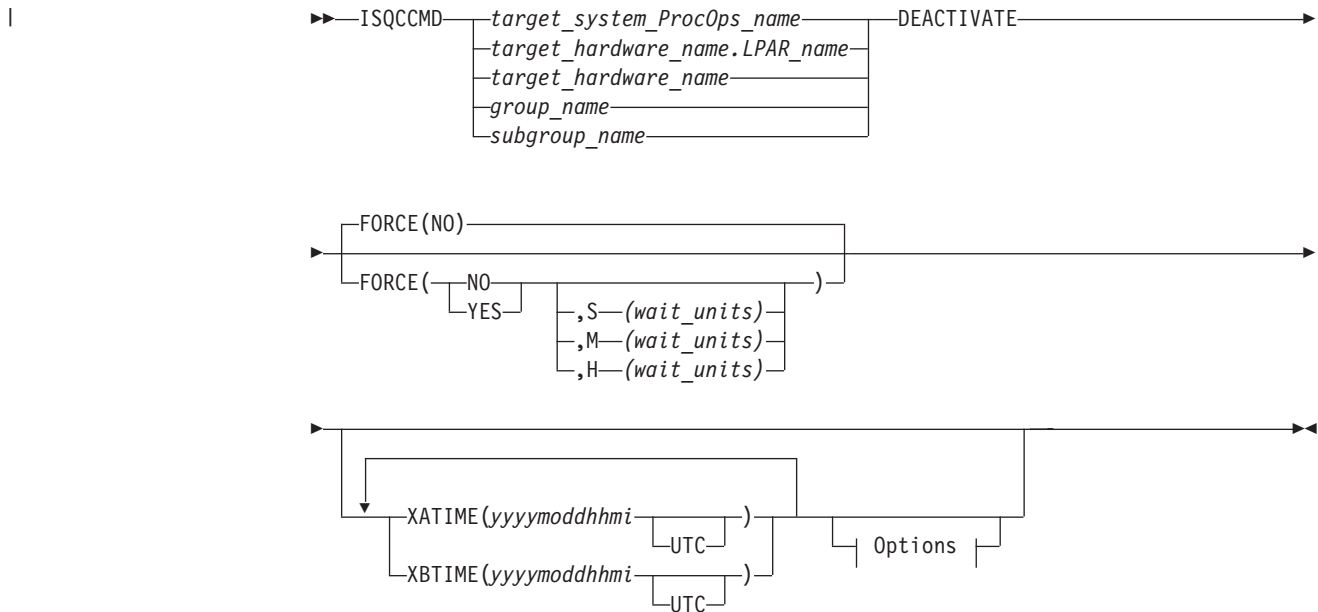 |
ISQCCMD target_system_ProcOps_name DEACTIVATE
target_hardware_name.LPAR_name
target_hardware_name
group_name
subgroup_name
FORCE(NO)
FORCE( NO )
YES ,S (wait_units)
,M (wait_units)
,H (wait_units)
XATIME(yyyymoddhhmi )
UTC Options
XBTIME(yyyymoddhhmi )
UTC